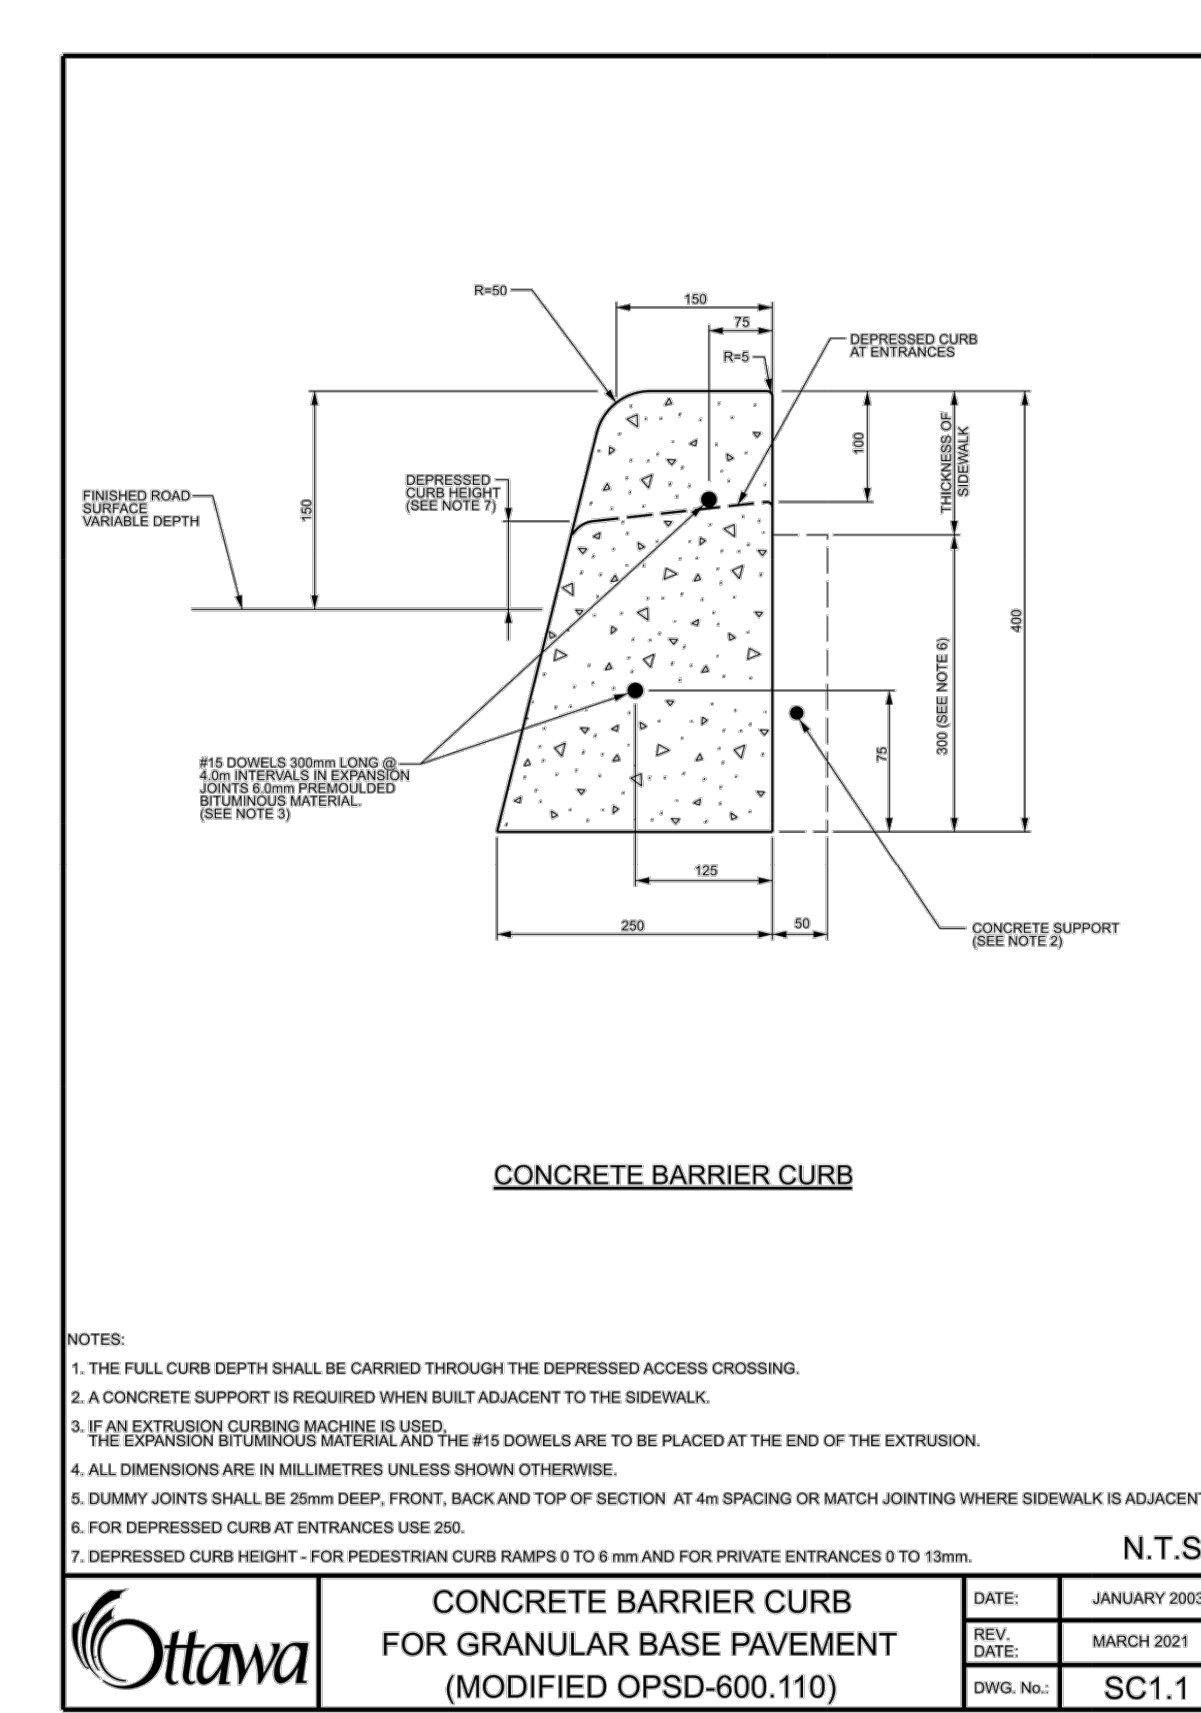 R=50
150
75
R=5
DEPRESSED CURB
AT ENTRANCES
FINISHED ROAD
SURFACE
VARIABLE DEPTH
150
DEPRESSED
CURB HEIGHT
(SEE NOTE 7)
100
THICKNESS OF
SIDEWALK
400
300 (SEE NOTE 6)
75
#15 DOWELS 300mm LONG @
4.0m INTERVALS IN EXPANSION
JOINTS 6.0mm PREMOULDED
BITUMINOUS MATERIAL.
(SEE NOTE 3)
125
250
50
CONCRETE SUPPORT
(SEE NOTE 2)
CONCRETE BARRIER CURB
NOTES:
1. THE FULL CURB DEPTH SHALL BE CARRIED THROUGH THE DEPRESSED ACCESS CROSSING.
2. A CONCRETE SUPPORT IS REQUIRED WHEN BUILT ADJACENT TO THE SIDEWALK.
3. IF AN EXTRUSION CURBING MACHINE IS USED,
THE EXPANSION BITUMINOUS MATERIAL AND THE #15 DOWELS ARE TO BE PLACED AT THE END OF THE EXTRUSION.
4. ALL DIMENSIONS ARE IN MILLIMETRES UNLESS SHOWN OTHERWISE.
5. DUMMY JOINTS SHALL BE 25mm DEEP, FRONT, BACK AND TOP OF SECTION AT 4m SPACING OR MATCH JOINTING WHERE SIDEWALK IS ADJACENT
6. FOR DEPRESSED CURB AT ENTRANCES USE 250.
7. DEPRESSED CURB HEIGHT - FOR PEDESTRIAN CURB RAMPS 0 TO 6 mm AND FOR PRIVATE ENTRANCES 0 TO 13mm.
N.T.S
Ottawa
CONCRETE BARRIER CURB
FOR GRANULAR BASE PAVEMENT
(MODIFIED OPSD-600.110)
DATE:
JANUARY 2003
REV.
DATE:
MARCH 2021
DWG. No.:
SC1.1